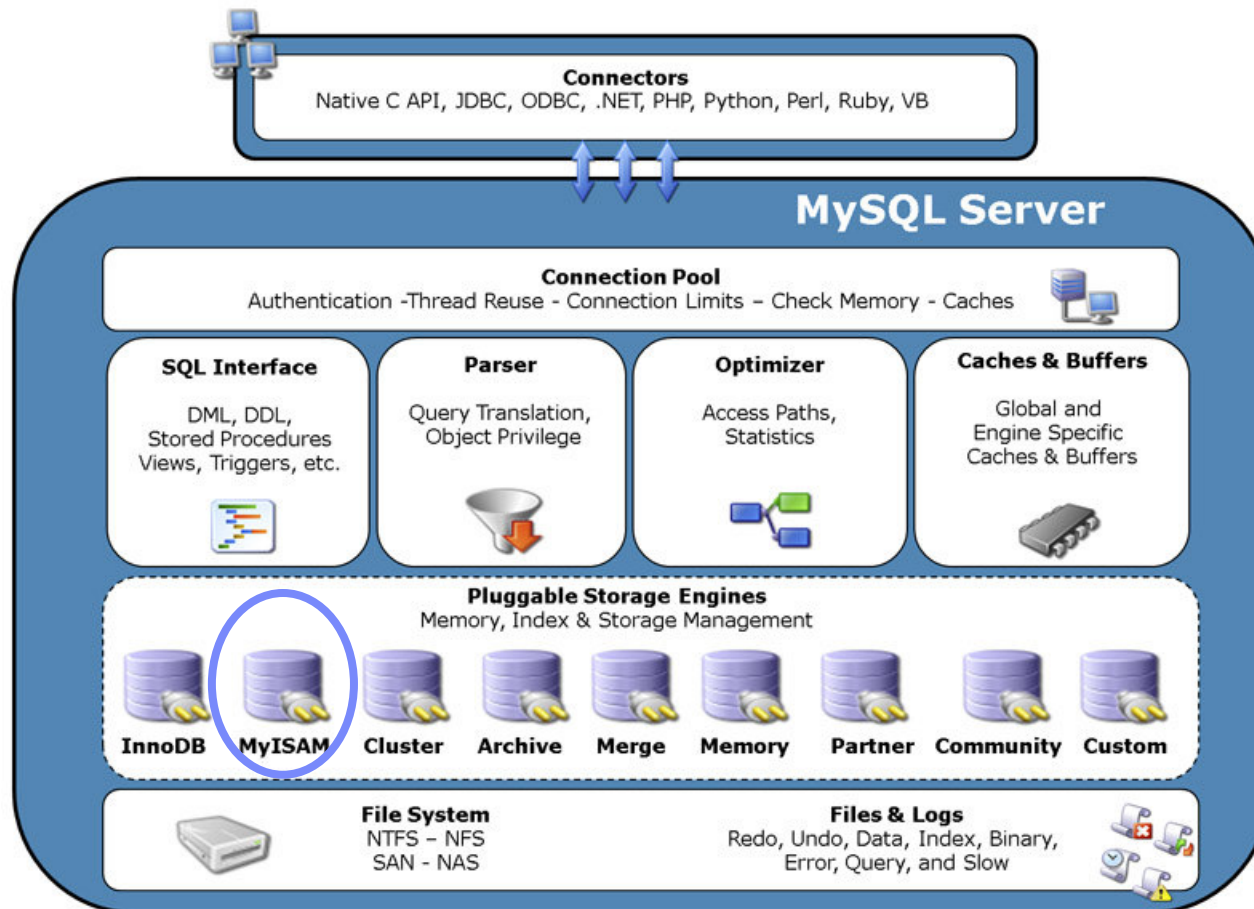 Connectors
Native C API, JDBC, ODBC, .NET, PHP, Python, Perl, Ruby, VB
MySQL Server
Connection Pool
Authentication -Thread Reuse - Connection Limits – Check Memory - Caches
SQL Interface
DML, DDL,
Stored Procedures
Views, Triggers, etc.
Parser
Query Translation,
Object Privilege
Optimizer
Access Paths,
Statistics
Caches & Buffers
Global and
Engine Specific
Caches & Buffers
Pluggable Storage Engines
Memory, Index & Storage Management
InnoDB
MyISAM
Cluster
Archive
Merge
Memory
Partner
Community
Custom
File System
NTFS – NFS
SAN - NAS
Files & Logs
Redo, Undo, Data, Index, Binary,
Error, Query, and Slow